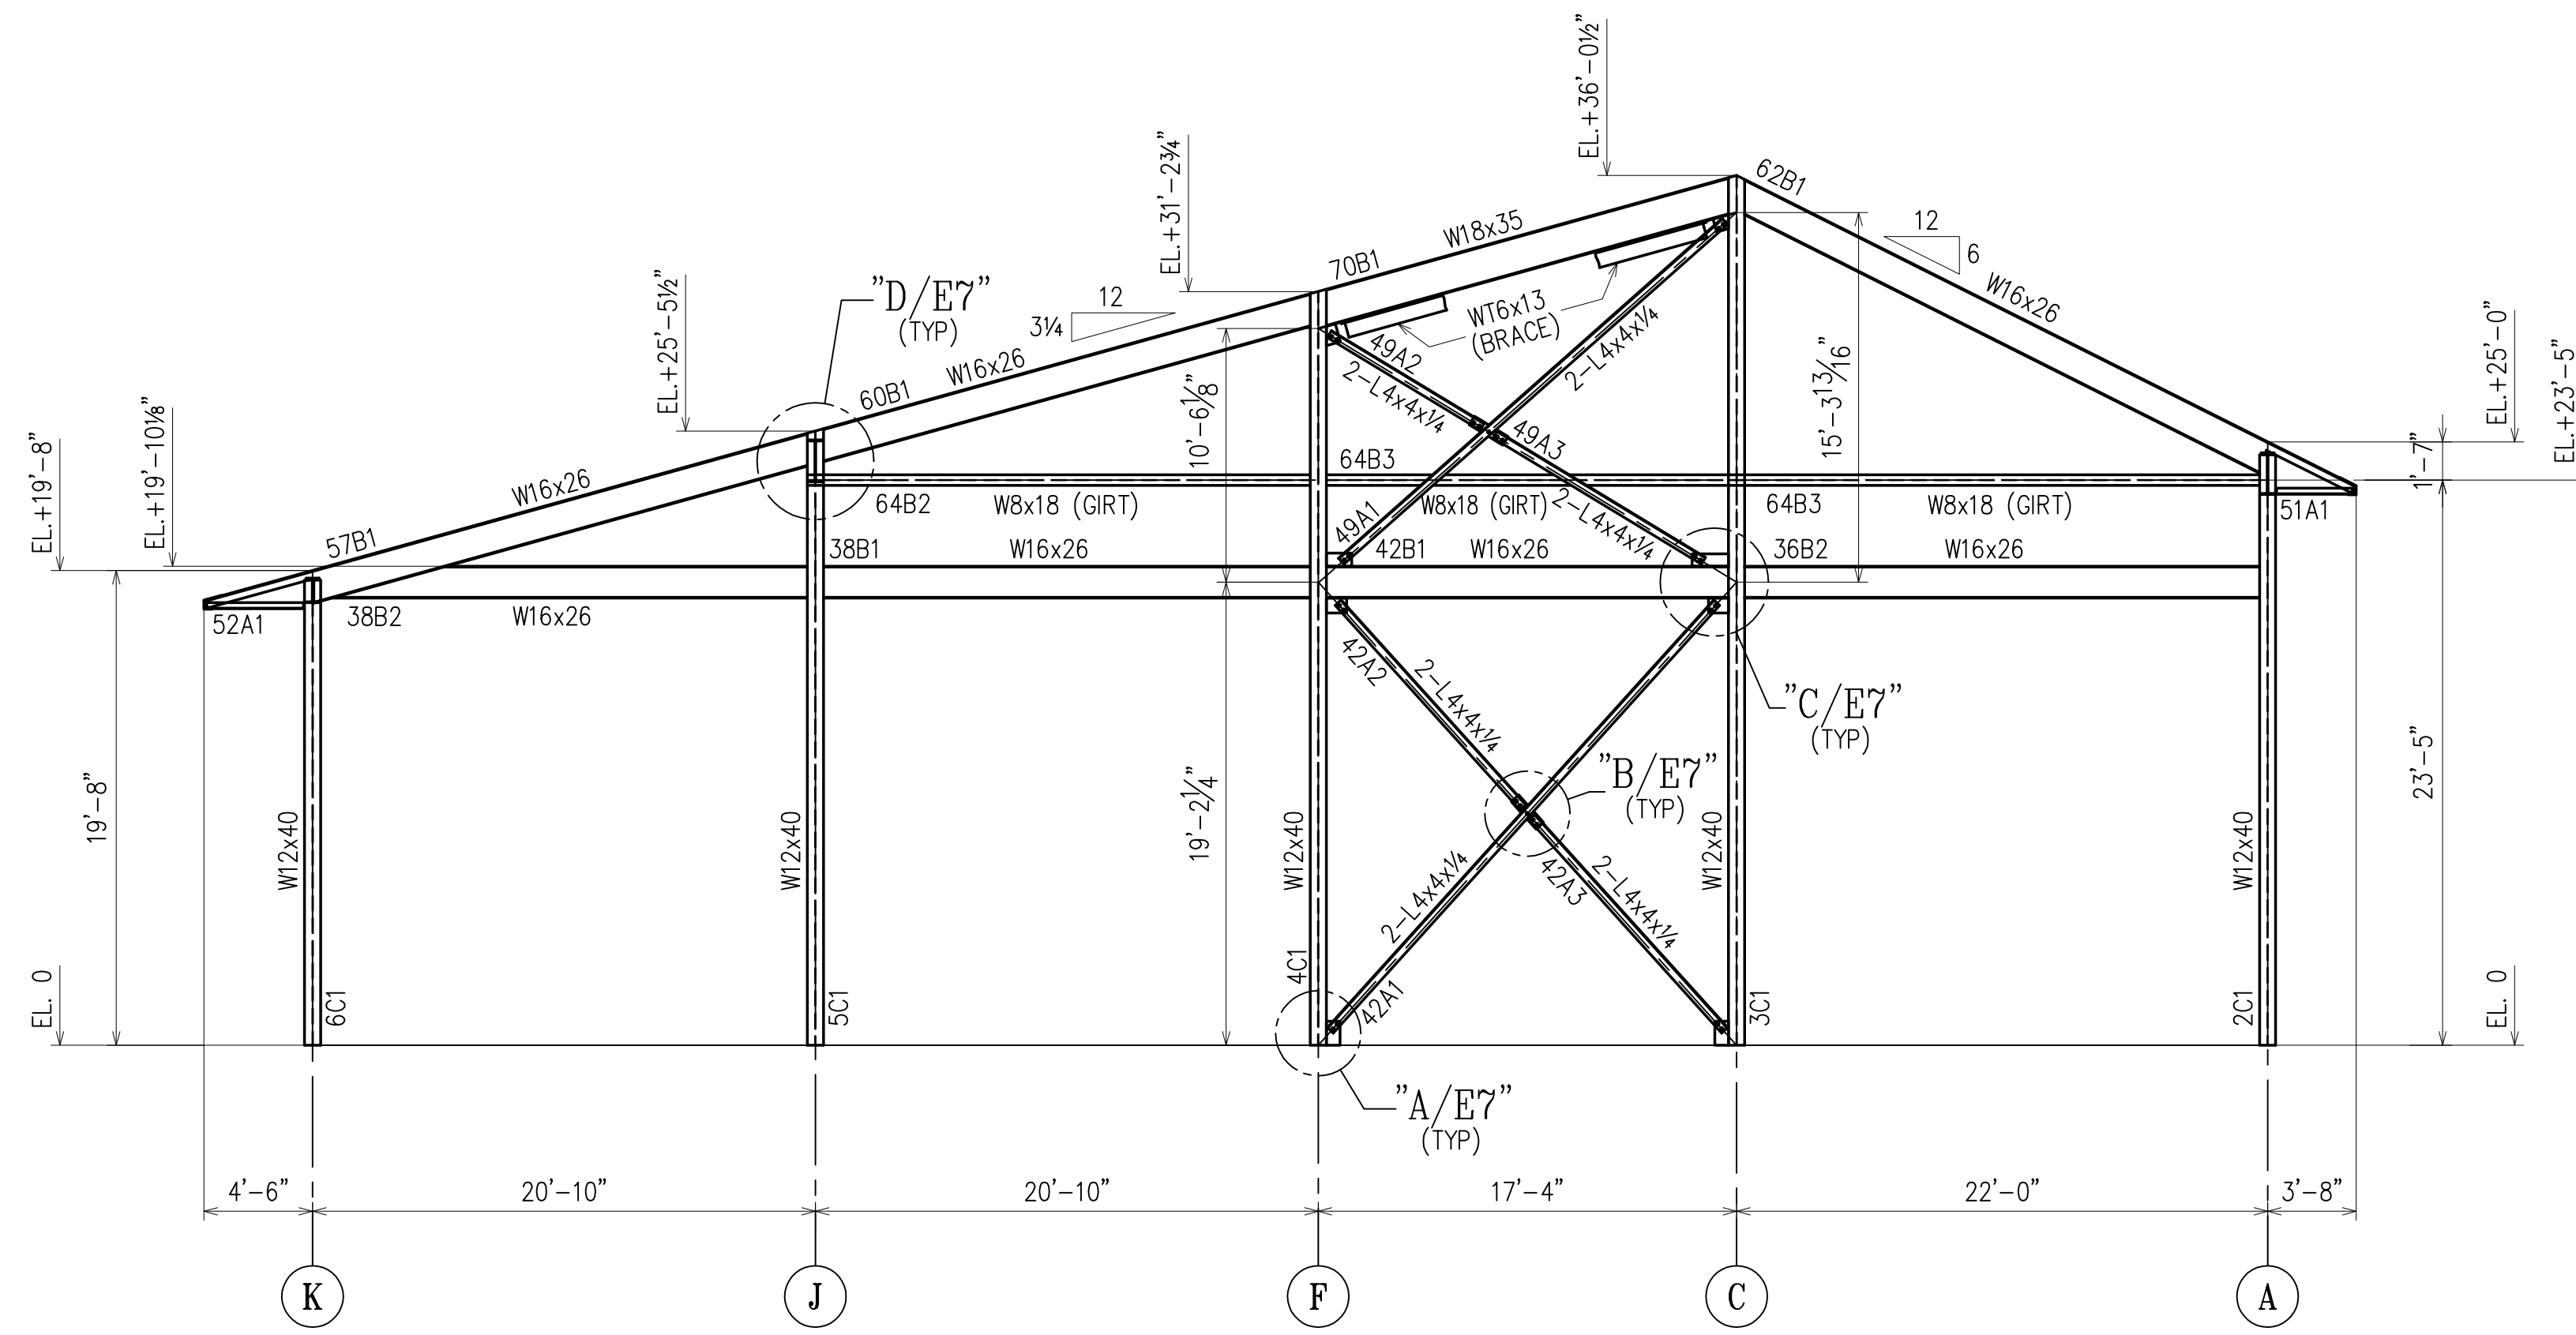 EL.+36'-0½"
62B1
12
6
W16x26
EL.+25'-0"
EL.+23'-5"
1'-7"
EL.+31'-2¾"
70B1
W18x35
WT6x13
(BRACE)
49A2
2-L4x4x¼
2-L4x4x¼
10'-6⅛"
15'-3 13/16"
"D/E7"
(TYP)
12
3¼
EL.+25'-5½"
60B1
W16x26
EL.+19'-10⅛"
EL.+19'-8"
57B1
W16x26
64B2
W8x18 (GIRT)
64B3
W8x18 (GIRT)
49A3
2-L4x4x¼
49A1
64B3
W8x18 (GIRT)
51A1
38B1
W16x26
42B1
W16x26
36B2
W16x26
52A1
38B2
W16x26
42A2
2-L4x4x¼
"C/E7"
(TYP)
"B/E7"
(TYP)
19'-8"
W12x40
W12x40
19'-2¼"
W12x40
2-L4x4x¼
42A3
2-L4x4x¼
W12x40
W12x40
23'-5"
EL. 0
6C1
5C1
4C1
42A1
3C1
2C1
EL. 0
"A/E7"
(TYP)
4'-6"
20'-10"
20'-10"
17'-4"
22'-0"
3'-8"
K
J
F
C
A